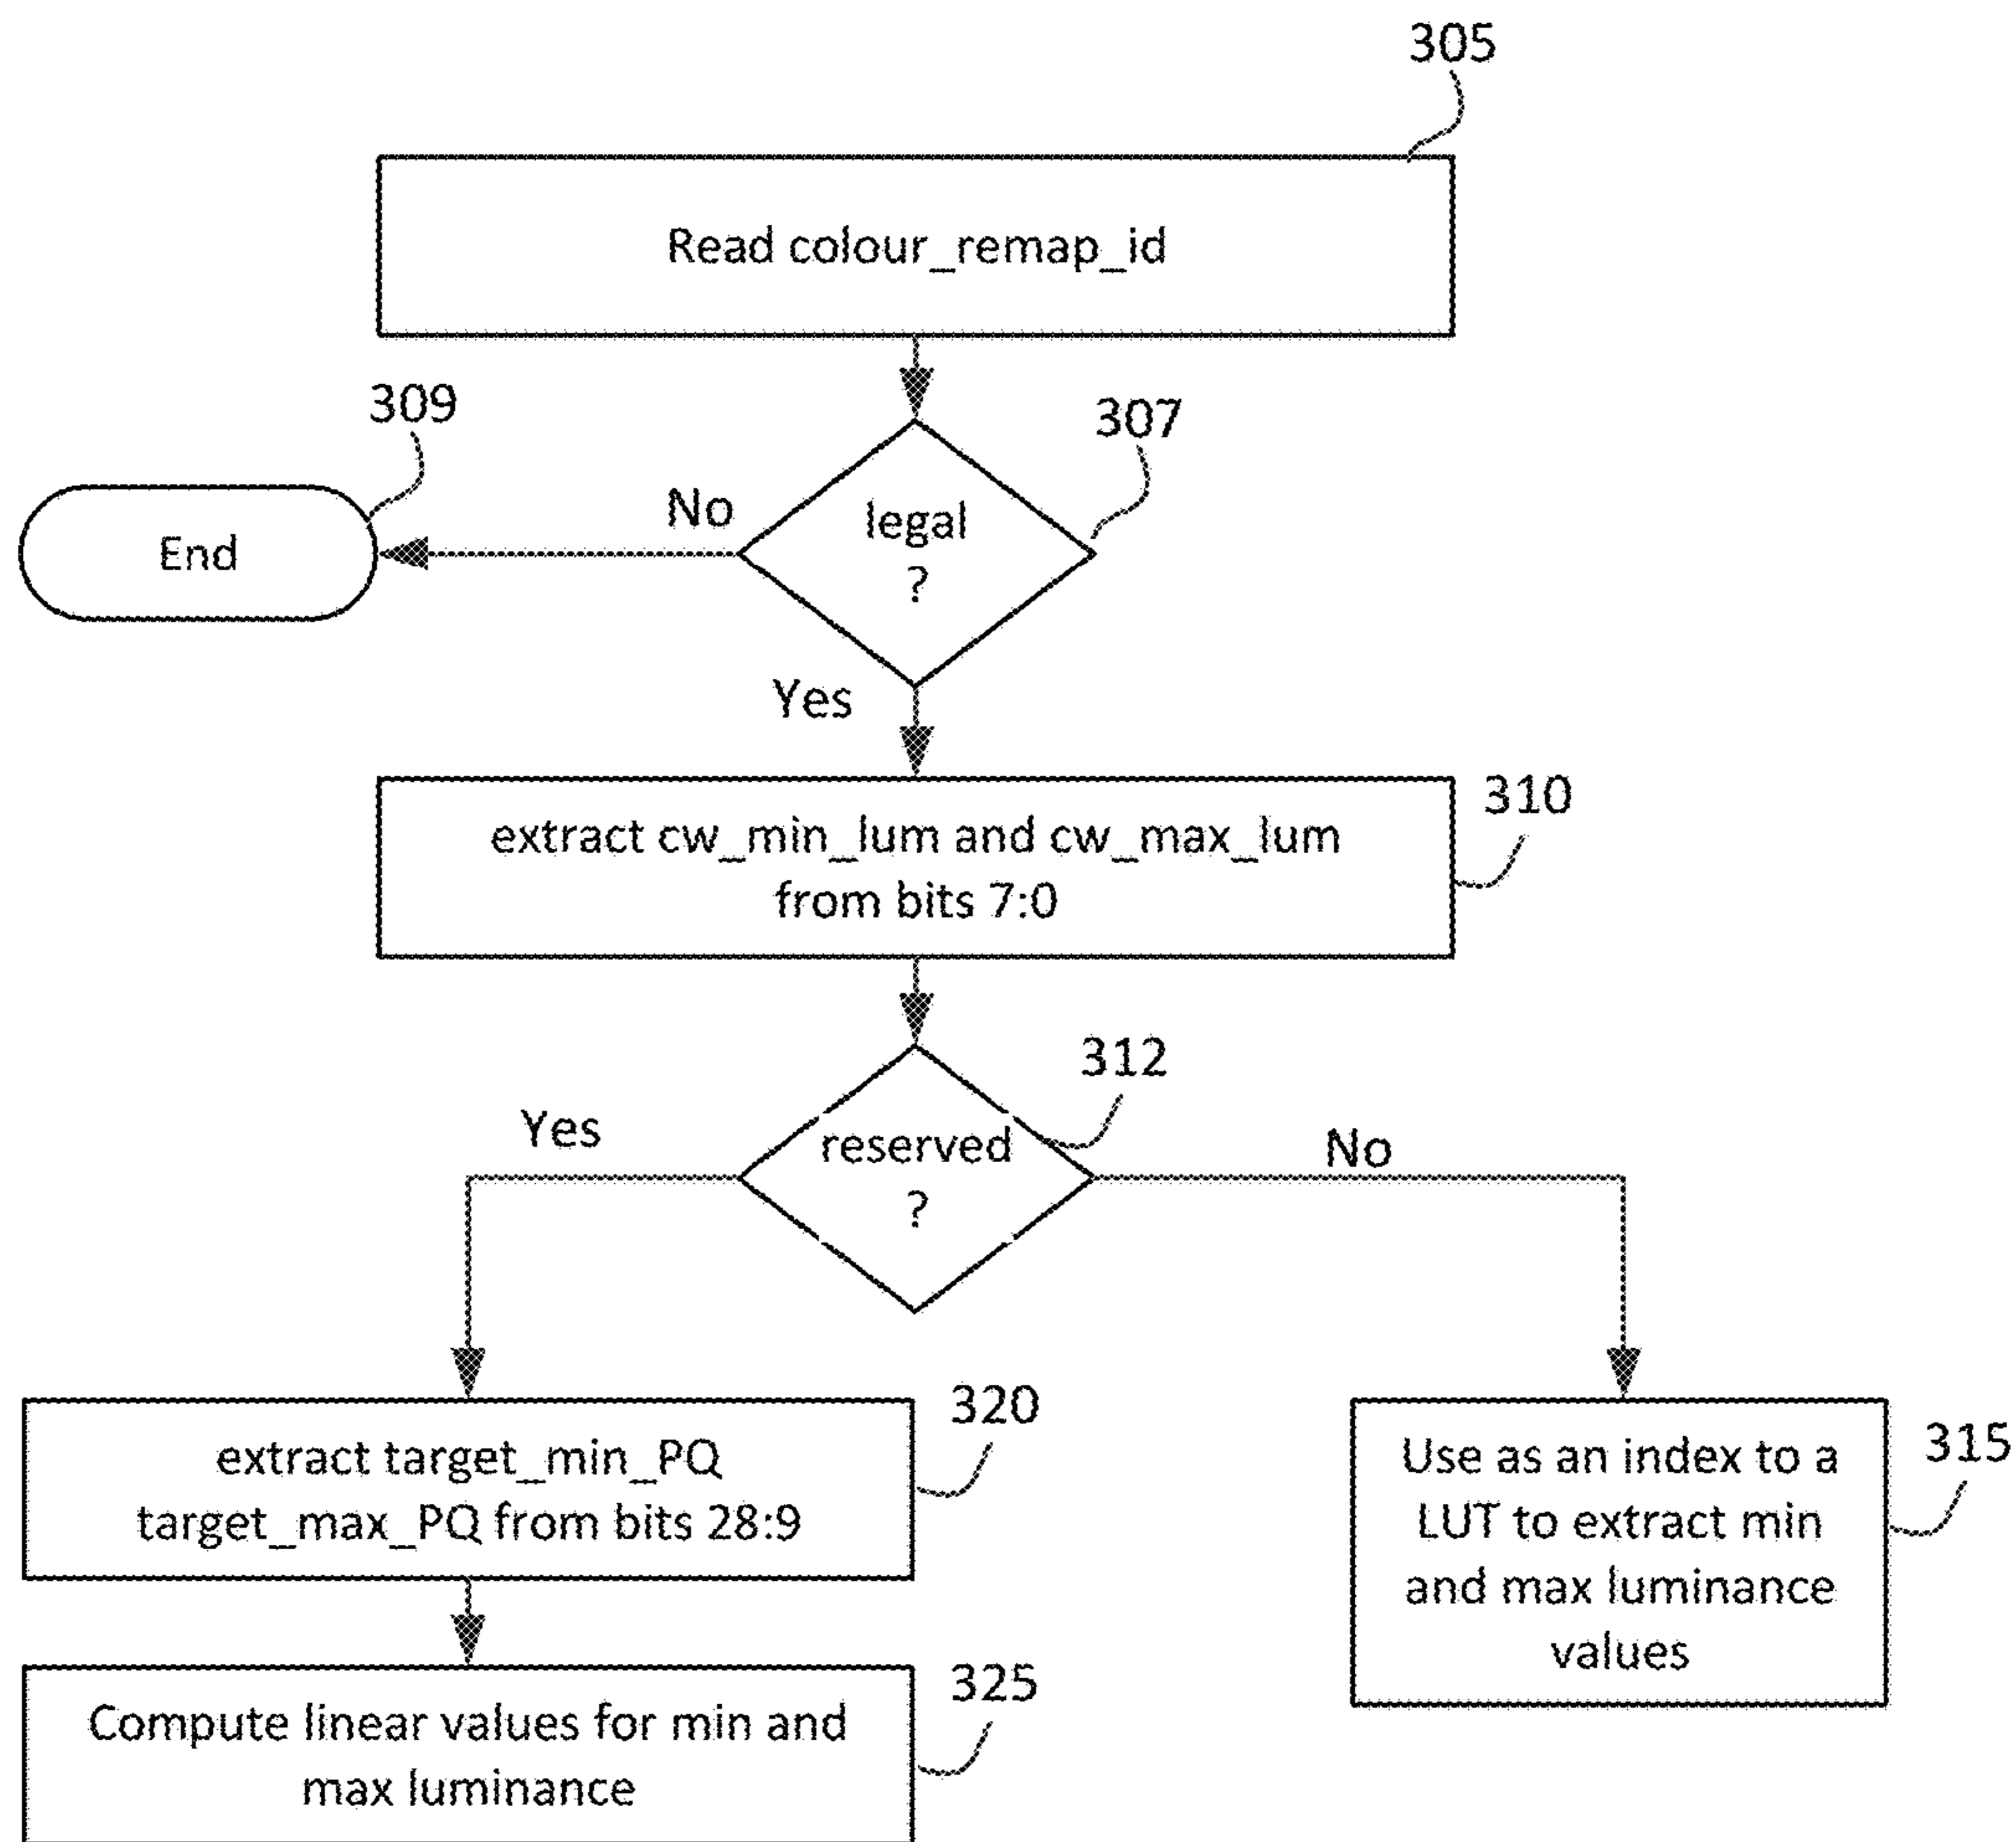 305
Read colour_remap_id
309
307
No
legal
?
End
Yes
310
extract cw_min_lum and cw_max_lum
from bits 7:0
312
Yes
reserved
?
No
320
extract target_min_PQ
target_max_PQ from bits 28:9
315
Use as an index to a
LUT to extract min
and max luminance
values
325
Compute linear values for min and
max luminance